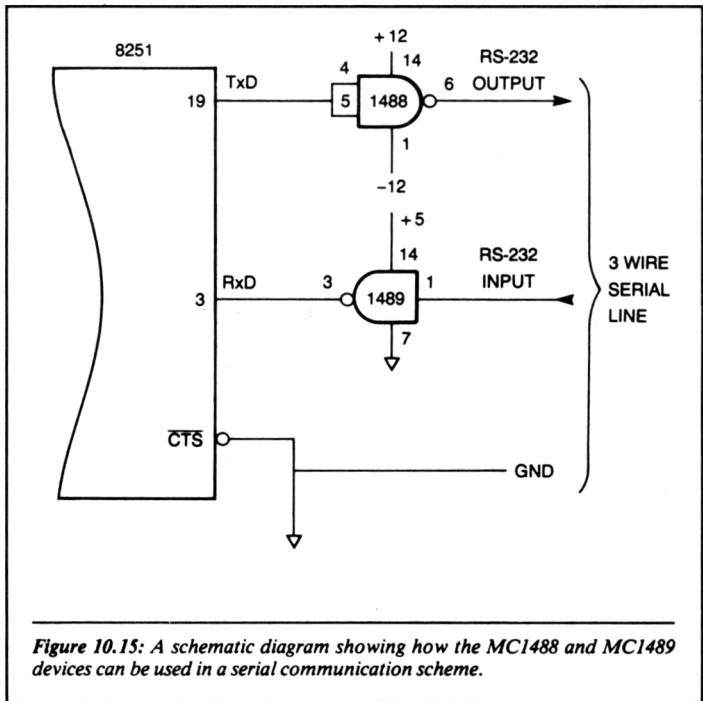 8251
19
TxD
4
5
1488
+12
14
1
-12
6
RS-232
OUTPUT
3
RxD
3
1489
+5
14
7
1
RS-232
INPUT
CTS
GND
3 WIRE
SERIAL
LINE
Figure 10.15: A schematic diagram showing how the MC1488 and MC1489
devices can be used in a serial communication scheme.